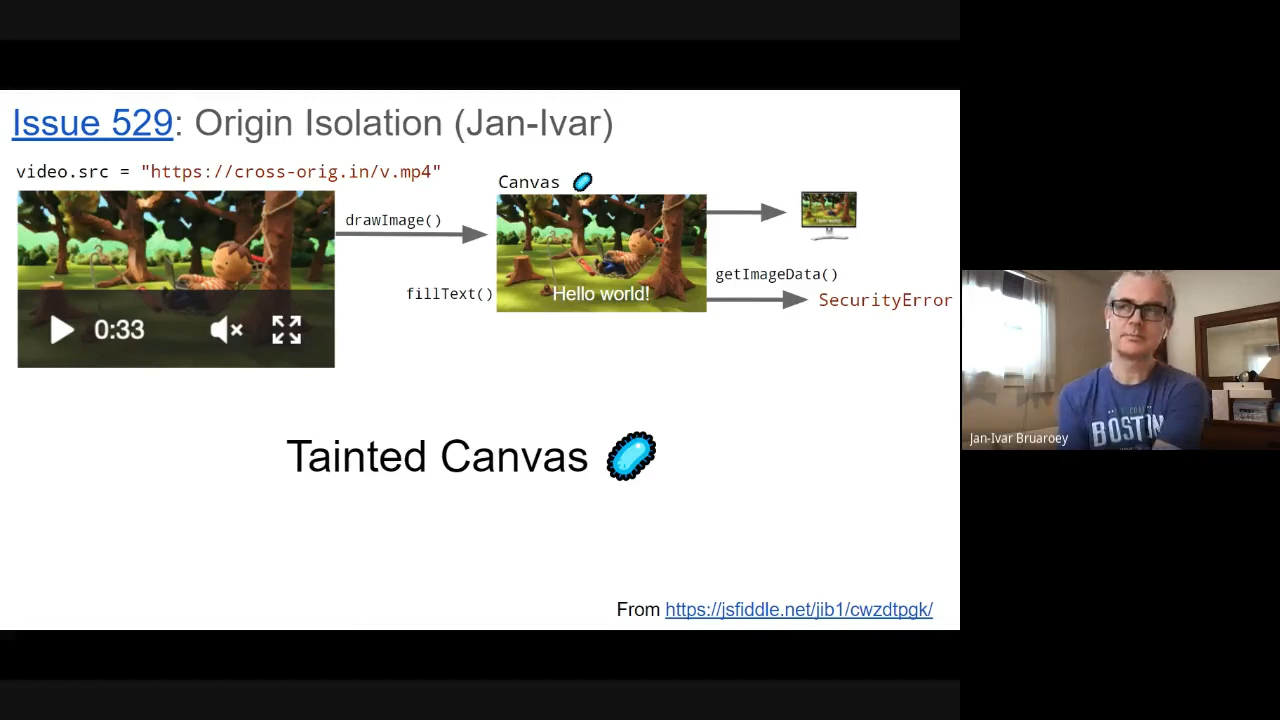 Issue 529: Origin Isolation (Jan-Ivar)
video.src = "https://cross-orig.in/v.mp4"
Canvas
drawImage()
getImageData()
fillText()
Hello world!
SecurityError
0:33
Tainted Canvas
From https://jsfiddle.net/jib1/cwzdtpgk/
BOSTON
Jan-Ivar Bruaroey